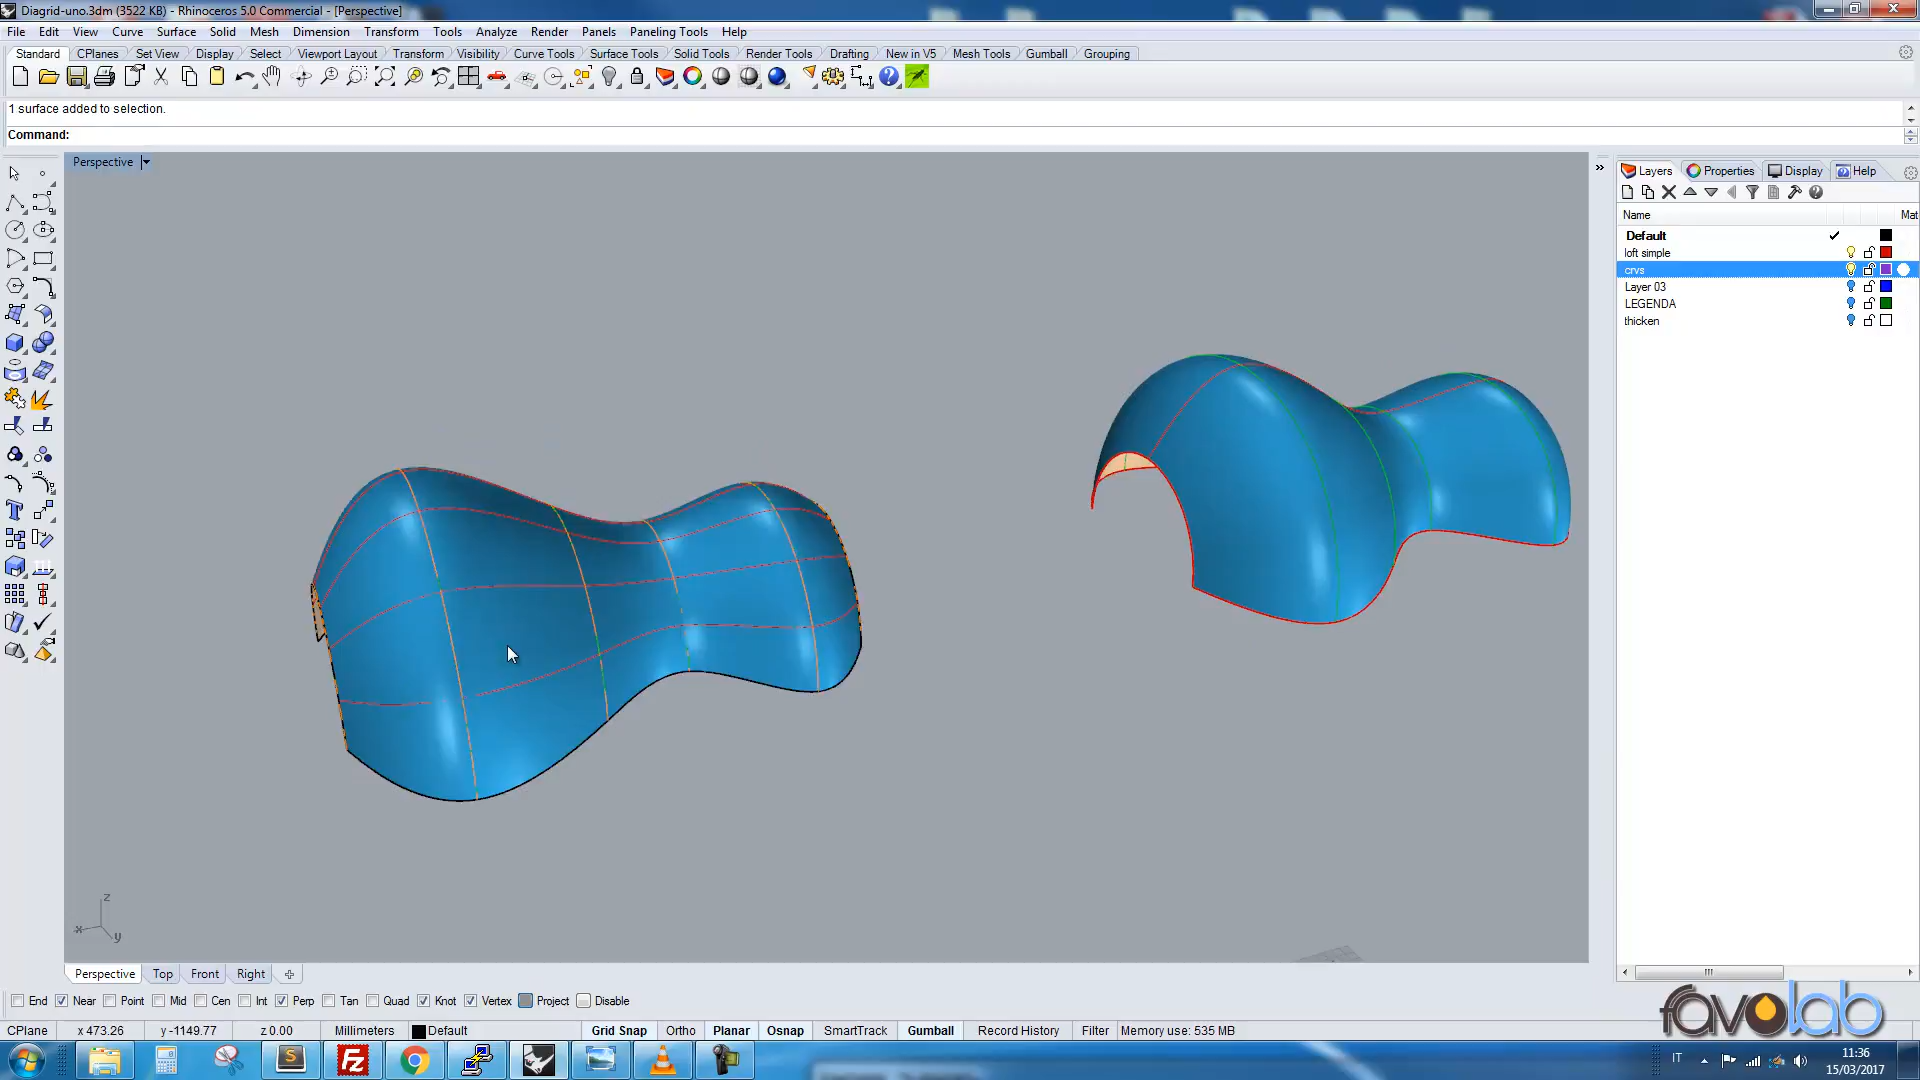 Diagrid-uno.3dm (3522 KB) - Rhinoceros 5.0 Commercial - [Perspective]
File Edit View Curve Surface Solid Mesh Dimension Transform Tools Analyze Render Panels Paneling Tools Help
Standard CPlanes Set View Display Select Viewport Layout Transform Visibility Curve Tools Surface Tools Solid Tools Render Tools Drafting New in V5 Mesh Tools Gumball Grouping
1 surface added to selection.
Command:
Perspective
Layers Properties Display Help
Name Mat
Default
loft simple
crvs
Layer 03
LEGENDA
thicken
z
x
y
Perspective Top Front Right
End Near Point Mid Cen Int Perp Tan Quad Knot Vertex Project Disable
CPlane x 473.26 y -1149.77 z 0.00 Millimeters Default Grid Snap Ortho Planar Osnap SmartTrack Gumball Record History Filter Memory use: 535 MB
favolab
IT 11:36
15/03/2017